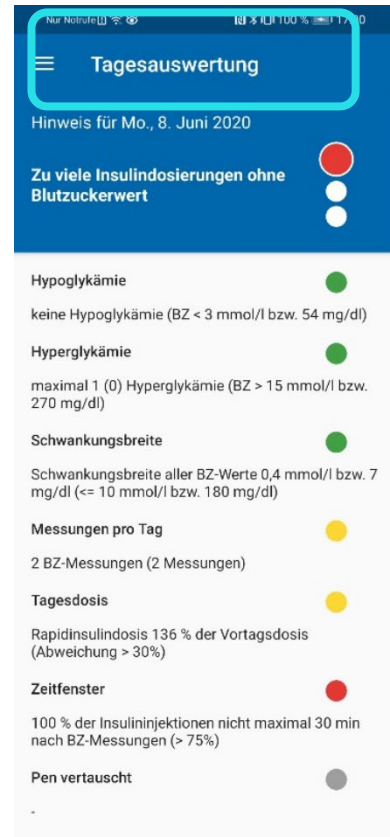 Nur Notrufe
100 %
Tagesauswertung
Hinweis für Mo., 8. Juni 2020
Zu viele Insulindosierungen ohne
Blutzuckerwert
Hypoglykämie
keine Hypoglykämie (BZ < 3 mmol/l bzw. 54 mg/dl)
Hyperglykämie
maximal 1 (0) Hyperglykämie (BZ > 15 mmol/l bzw.
270 mg/dl)
Schwankungsbreite
Schwankungsbreite aller BZ-Werte 0,4 mmol/l bzw. 7
mg/dl (<= 10 mmol/l bzw. 180 mg/dl)
Messungen pro Tag
2 BZ-Messungen (2 Messungen)
Tagesdosis
Rapidinsulindosis 136 % der Vortagsdosis
(Abweichung > 30%)
Zeitfenster
100 % der Insulininjektionen nicht maximal 30 min
nach BZ-Messungen (> 75%)
Pen vertauscht
-